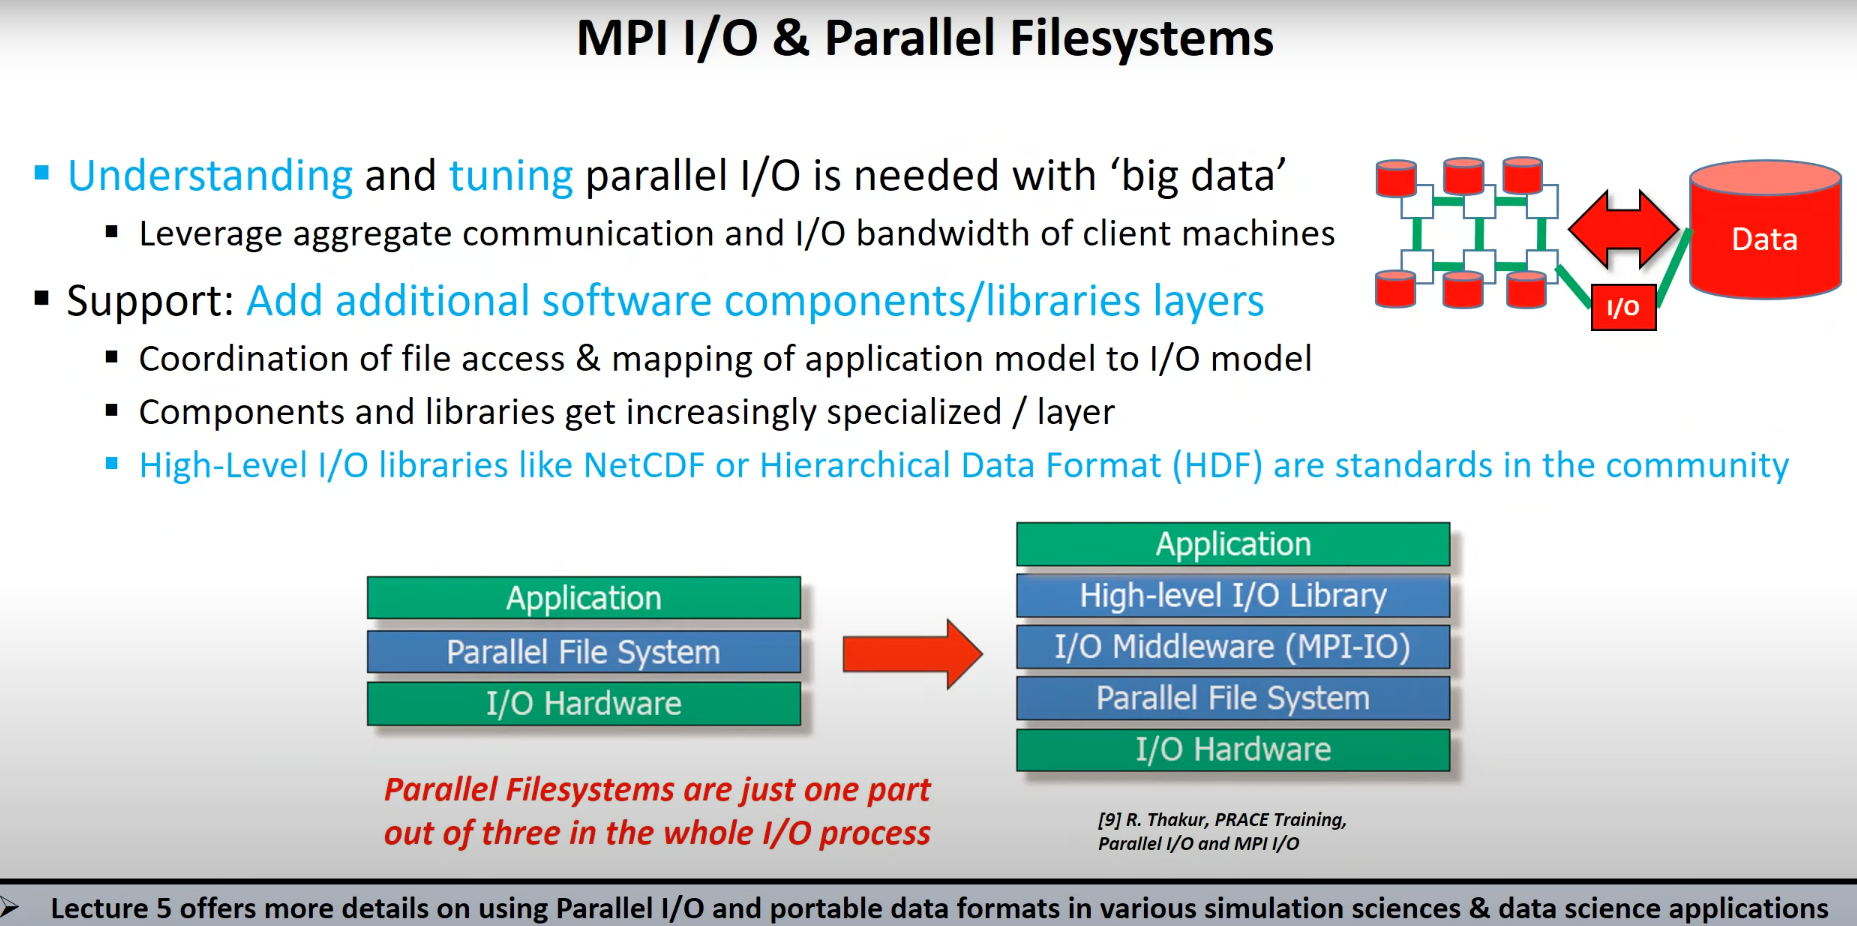 MPI I/O & Parallel Filesystems
Understanding and tuning parallel I/O is needed with ‘big data’
Leverage aggregate communication and I/O bandwidth of client machines
Support: Add additional software components/libraries layers
Coordination of file access & mapping of application model to I/O model
Components and libraries get increasingly specialized / layer
High-Level I/O libraries like NetCDF or Hierarchical Data Format (HDF) are standards in the community
Data
I/O
Application
Parallel File System
I/O Hardware
Parallel Filesystems are just one part
out of three in the whole I/O process
Application
High-level I/O Library
I/O Middleware (MPI-IO)
Parallel File System
I/O Hardware
[9] R. Thakur, PRACE Training,
Parallel I/O and MPI I/O
Lecture 5 offers more details on using Parallel I/O and portable data formats in various simulation sciences & data science applications